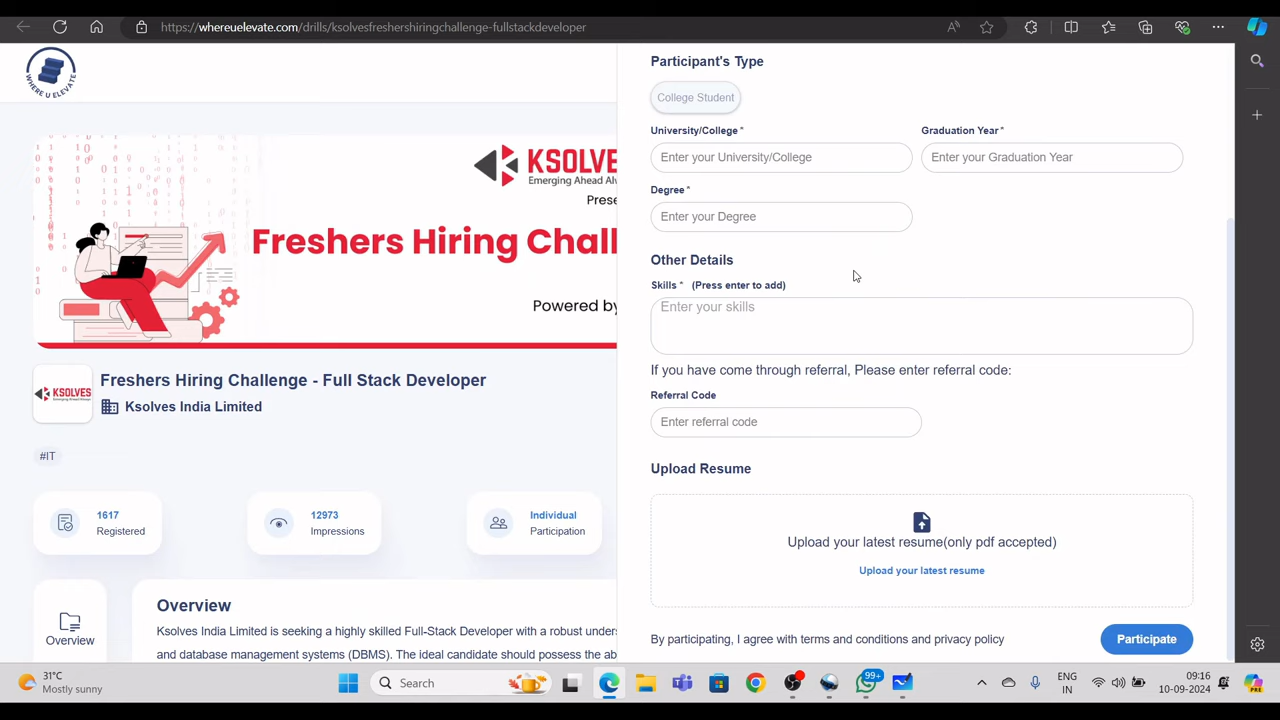 https://whereuelevate.com/drills/ksolvesfreshershiringchallenge-fullstackdeveloper
WHERE U ELEVATE
KSOLVES
Emerging Ahead Al
Prese
Freshers Hiring Chall
Powered by
KSOLVES
Freshers Hiring Challenge - Full Stack Developer
Ksolves India Limited
#IT
1617
Registered
12973
Impressions
Individual
Participation
Overview
Overview
Ksolves India Limited is seeking a highly skilled Full-Stack Developer with a robust unders
and database management systems (DBMS). The ideal candidate should possess the ab
Participant's Type
College Student
University/College *
Graduation Year *
Enter your University/College
Enter your Graduation Year
Degree *
Enter your Degree
Other Details
Skills * (Press enter to add)
Enter your skills
If you have come through referral, Please enter referral code:
Referral Code
Enter referral code
Upload Resume
Upload your latest resume(only pdf accepted)
Upload your latest resume
By participating, I agree with terms and conditions and privacy policy
Participate
31°C
Mostly sunny
Search
99+
ENG
IN
09:16
10-09-2024
PRE